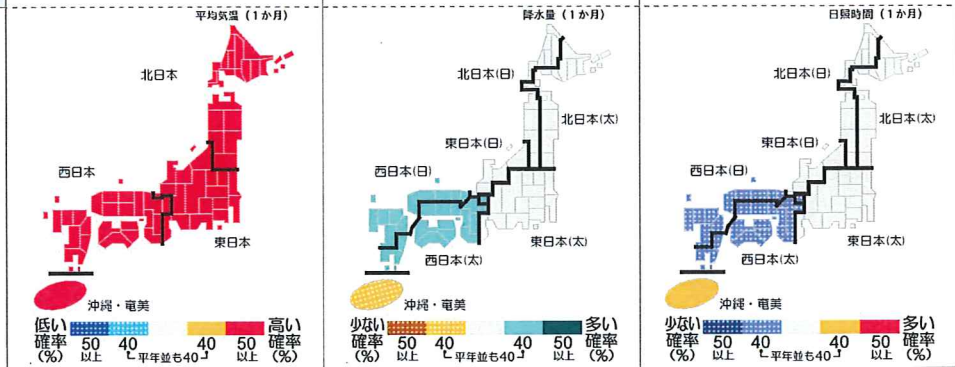 平均気温（1か月）
北日本
西日本
東日本
沖縄・奄美
低い
確率
(%)
50
以上
40
平年並も40
40
50
以上
高い
確率
(%)
降水量（1か月）
北日本(日)
北日本(太)
東日本(日)
西日本(日)
東日本(太)
西日本(太)
沖縄・奄美
少ない
確率
(%)
50
以上
40
平年並も40
40
50
以上
多い
確率
(%)
日照時間（1か月）
北日本(日)
北日本(太)
東日本(日)
西日本(日)
東日本(太)
西日本(太)
沖縄・奄美
少ない
確率
(%)
50
以上
40
平年並も40
40
50
以上
多い
確率
(%)